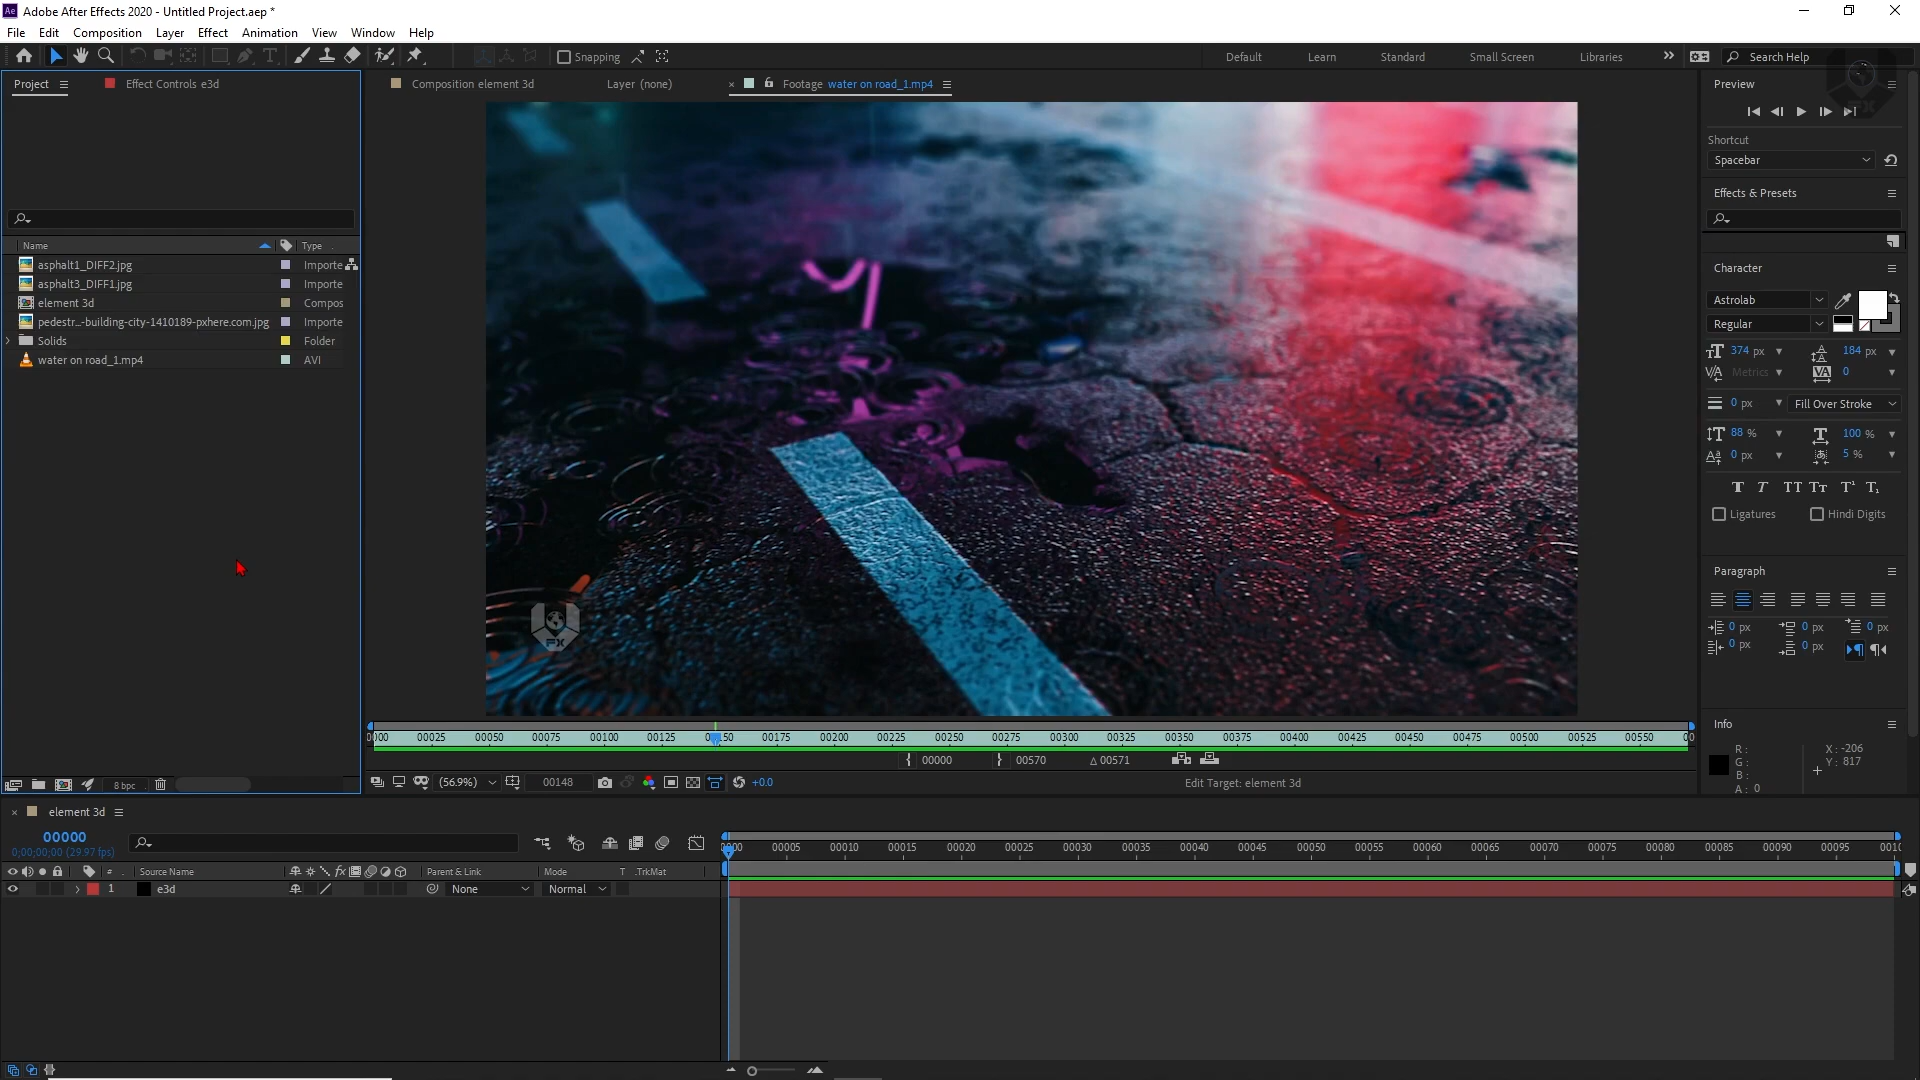 Adobe After Effects 2020 - Untitled Project.aep *
File Edit Composition Layer Effect Animation View Window Help
Snapping
Default Learn Standard Small Screen Libraries Search Help
Project Effect Controls e3d
Composition element 3d Layer (none) Footage water on road_1.mp4
Name Type
asphalt1_DIFF2.jpg Importe
asphalt3_DIFF1.jpg Importe
element 3d Compos
pedestr...-building-city-1410189-pxhere.com.jpg Importe
Solids Folder
water on road_1.mp4 AVI
8 bpc
FX
00025 00050 00075 00100 00125 00150 00175 00200 00225 00250 00275 00300 00325 00350 00375 00400 00425 00450 00475 00500 00525 00550
00000 00570 Δ 00571
(56.9%) 00148 +0.0 Edit Target: element 3d
Preview
Shortcut
Spacebar
Effects & Presets
Character
Astrolab
Regular
374 px 184 px
Metrics 0
0 px Fill Over Stroke
88 % 100 %
0 px 5 %
Ligatures Hindi Digits
Paragraph
0 px 0 px 0 px
0 px 0 px
Info
R : X : -206
G : Y : 817
B :
A : 0
element 3d
00000
0;00;00;00 (29.97 fps)
00005 00010 00015 00020 00025 00030 00035 00040 00045 00050 00055 00060 00065 00070 00075 00080 00085 00090 00095 0010
# Source Name Parent & Link Mode T .TrkMat
1 e3d None Normal